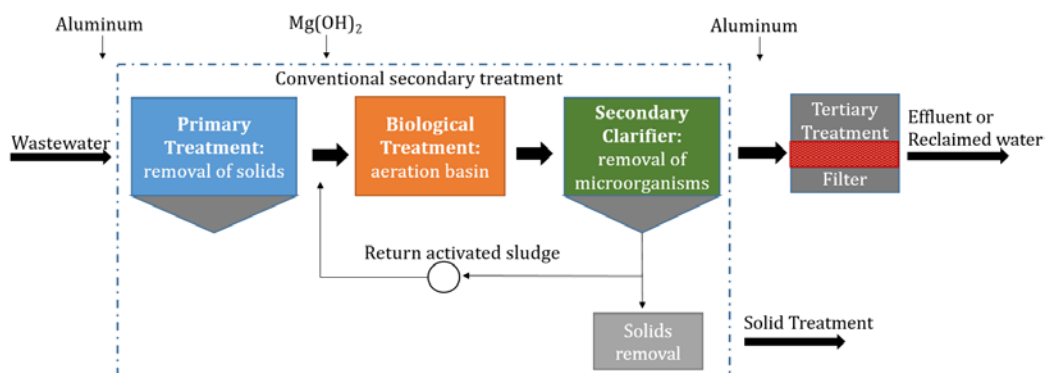 Aluminum
Mg(OH)2
Aluminum
Conventional secondary treatment
Wastewater
Primary
Treatment:
removal of solids
Biological
Treatment:
aeration basin
Secondary
Clarifier:
removal of
microorganisms
Tertiary
Treatment
Filter
Effluent or
Reclaimed water
Return activated sludge
Solids
removal
Solid Treatment